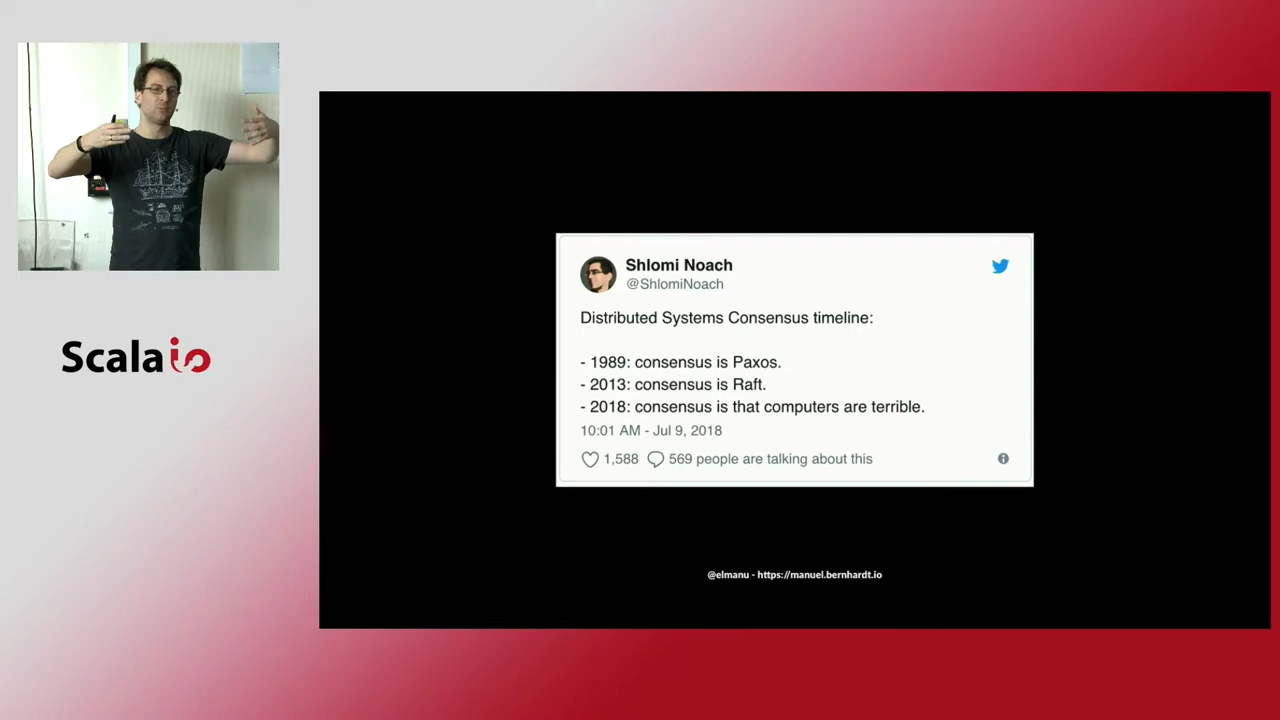 Scala io
Shlomi Noach
@ShlomiNoach
Distributed Systems Consensus timeline:
- 1989: consensus is Paxos.
- 2013: consensus is Raft.
- 2018: consensus is that computers are terrible.
10:01 AM - Jul 9, 2018
1,588 569 people are talking about this
@elmanu - https://manuel.bernhardt.io